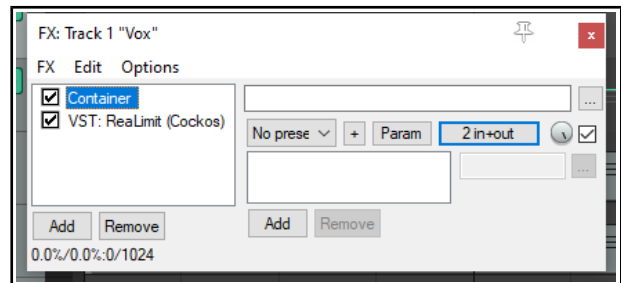 FX: Track 1 "Vox"
x
FX Edit Options
Container
VST: ReaLimit (Cockos)
...
No prese + Param 2 in+out
...
Add Remove
Add Remove
0.0%/0.0%:0/1024